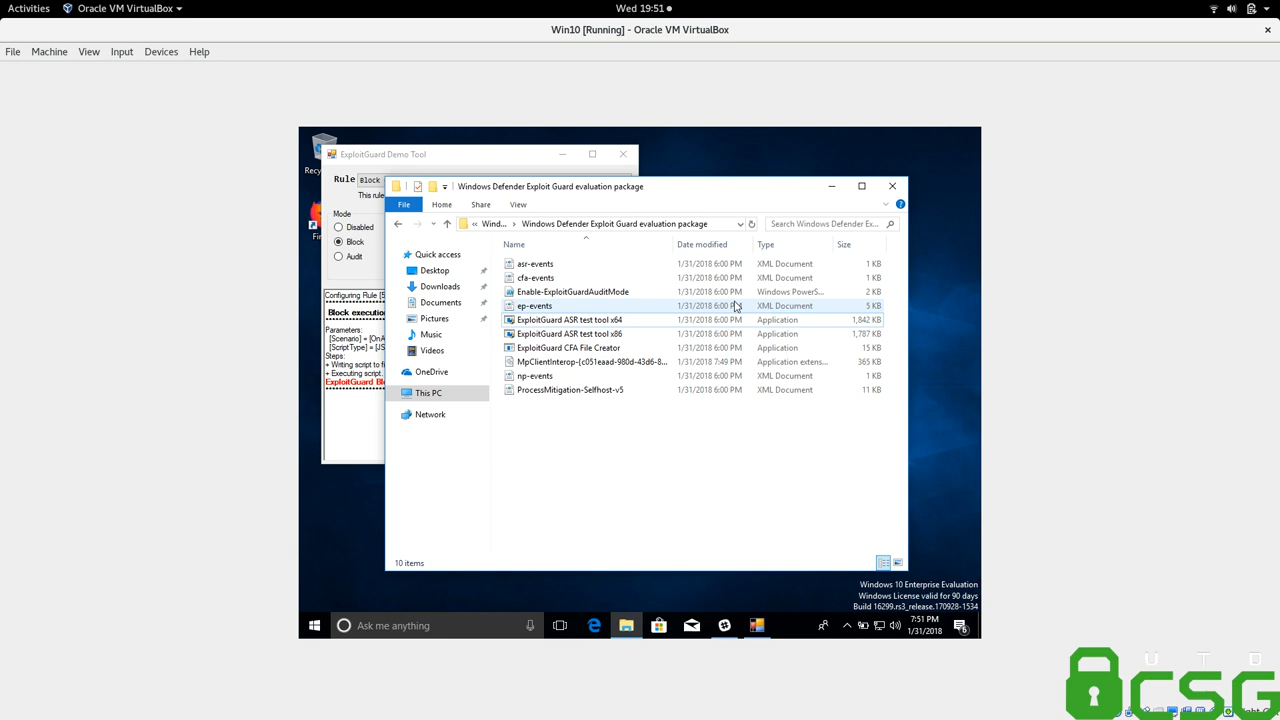 Activities
Oracle VM VirtualBox
Wed 19:51
Win10 [Running] - Oracle VM VirtualBox
File Machine View Input Devices Help
ExploitGuard Demo Tool
Rule Block
This rule
Mode
Disabled
Block
Audit
Configuring Rule
Block execution
Parameters:
[Scenario] = [OnA
[ScriptType] = [JS
Steps:
+ Writing script to fi
+ Executing script.
ExploitGuard Blo
Windows Defender Exploit Guard evaluation package
File Home Share View
« Wind... › Windows Defender Exploit Guard evaluation package
Search Windows Defender Ex...
Quick access
Desktop
Downloads
Documents
Pictures
Music
Videos
OneDrive
This PC
Network
Name Date modified Type Size
asr-events 1/31/2018 6:00 PM XML Document 1 KB
cfa-events 1/31/2018 6:00 PM XML Document 1 KB
Enable-ExploitGuardAuditMode 1/31/2018 6:00 PM Windows PowerS... 2 KB
ep-events 1/31/2018 6:00 PM XML Document 5 KB
ExploitGuard ASR test tool x64 1/31/2018 6:00 PM Application 1,842 KB
ExploitGuard ASR test tool x86 1/31/2018 6:00 PM Application 1,787 KB
ExploitGuard CFA File Creator 1/31/2018 6:00 PM Application 15 KB
MpClientInterop-{c051eaad-980d-43d6-8... 1/31/2018 7:49 PM Application extens... 365 KB
np-events 1/31/2018 6:00 PM XML Document 1 KB
ProcessMitigation-Selfhost-v5 1/31/2018 6:00 PM XML Document 11 KB
10 items
Windows 10 Enterprise Evaluation
Windows License valid for 90 days
Build 16299.rs3_release.170928-1534
Ask me anything
7:51 PM
1/31/2018
6
U T D
CSG